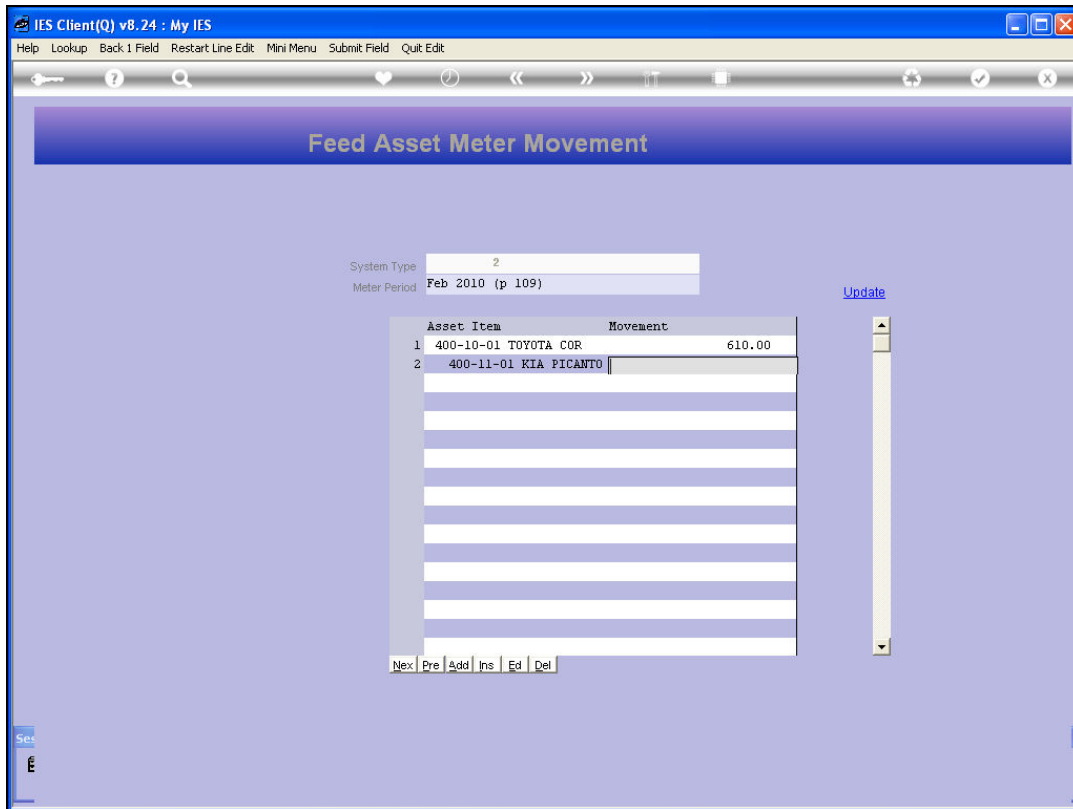 IES Client(Q) v8.24 : My IES
Help Lookup Back 1 Field Restart Line Edit Mini Menu Submit Field Quit Edit
Feed Asset Meter Movement
System Type 2
Meter Period Feb 2010 (p 109)
Update
Asset Item Movement
1 400-10-01 TOYOTA COR 610.00
2 400-11-01 KIA PICANTO
Nex Pre Add Ins Ed Del